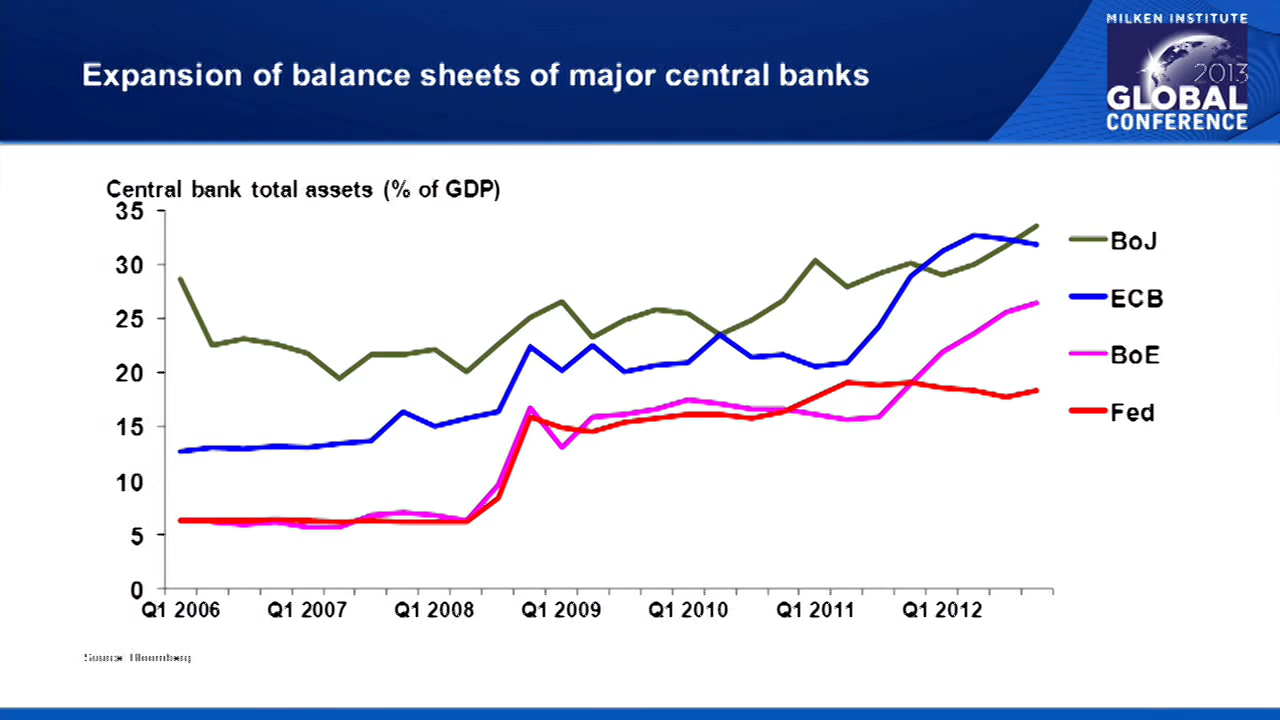 MILKEN INSTITUTE
2013
GLOBAL
CONFERENCE
Expansion of balance sheets of major central banks
Central bank total assets (% of GDP)
35
30
25
20
15
10
5
0
Q1 2006 Q1 2007 Q1 2008 Q1 2009 Q1 2010 Q1 2011 Q1 2012
BoJ
ECB
BoE
Fed
Source: Bloomberg